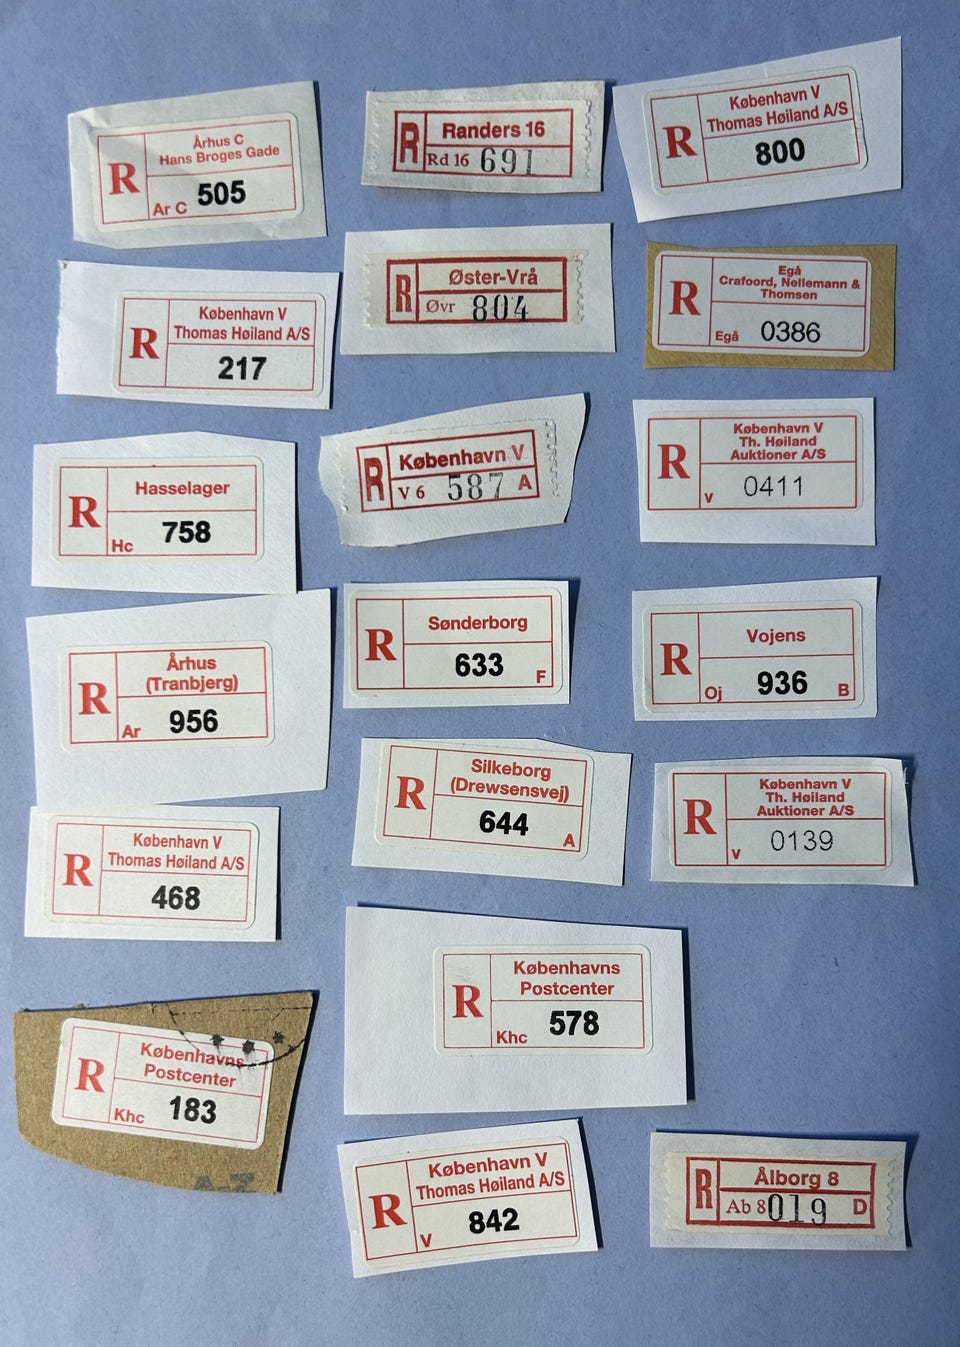 Århus C
Hans Broges Gade
R
Ar C 505
Randers 16
R
Rd 16 691
København V
Thomas Høiland A/S
R
800
København V
Thomas Høiland A/S
R
217
Øster-Vrå
R
Øvr 804
Egå
Crafoord, Nellemann &
Thomsen
R
Egå 0386
Hasselager
R
Hc 758
København V
R
V 6 587 A
København V
Th. Høiland
Auktioner A/S
R
V 0411
Århus
(Tranbjerg)
R
Ar 956
Sønderborg
R
633 F
Vojens
R
Oj 936 B
København V
Thomas Høiland A/S
R
468
Silkeborg
(Drewsensvej)
R
644 A
København V
Th. Høiland
Auktioner A/S
R
V 0139
Københavns
Postcenter
R
Khc 183
A-Z
Københavns
Postcenter
R
Khc 578
København V
Thomas Høiland A/S
R
V 842
Ålborg 8
R
Ab 8 019 D